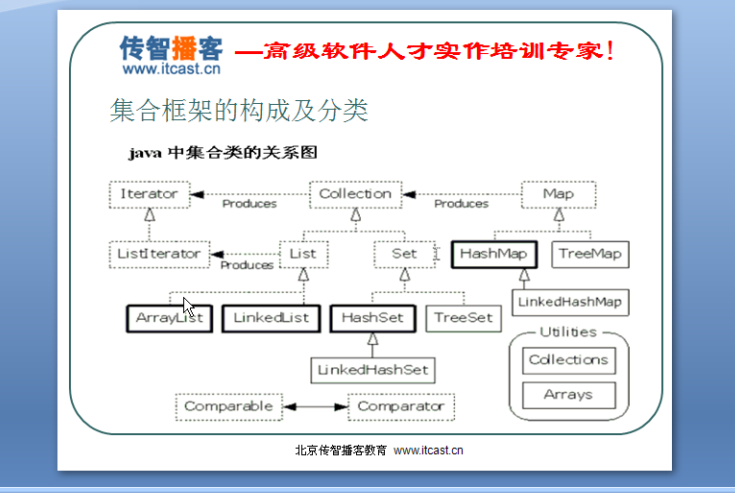 传智播客 —高级软件人才实作培训专家!
www.itcast.cn
集合框架的构成及分类
java 中集合类的关系图
Iterator Produces Collection Produces Map
ListIterator Produces List Set HashMap TreeMap
ArrayList LinkedList HashSet TreeSet LinkedHashMap
LinkedHashSet
Utilities
Collections
Arrays
Comparable Comparator
北京传智播客教育 www.itcast.cn